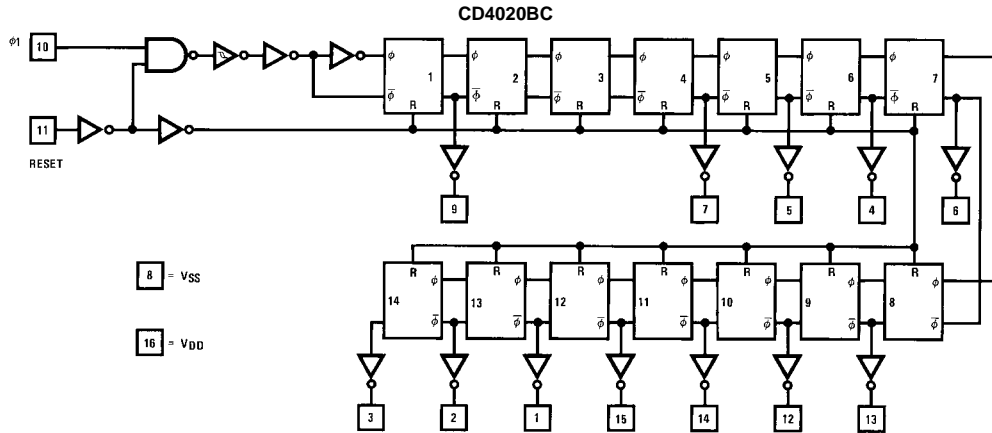 CD4020BC
ϕ1 10
ϕ ϕ̅ 1 R
ϕ̅ 2 R
3 R
ϕ̅ 4 R
ϕ̅ 5 R
ϕ̅ 6 R
ϕ̅ 7 R
11
RESET
9 7 5 4 6
R R R R R R R
14 13 12 11 10 9 8
ϕ ϕ ϕ ϕ ϕ ϕ ϕ
ϕ̅ ϕ̅ ϕ̅ ϕ̅ ϕ̅ ϕ̅ ϕ̅
8 = VSS
16 = VDD
3 2 1 15 14 12 13